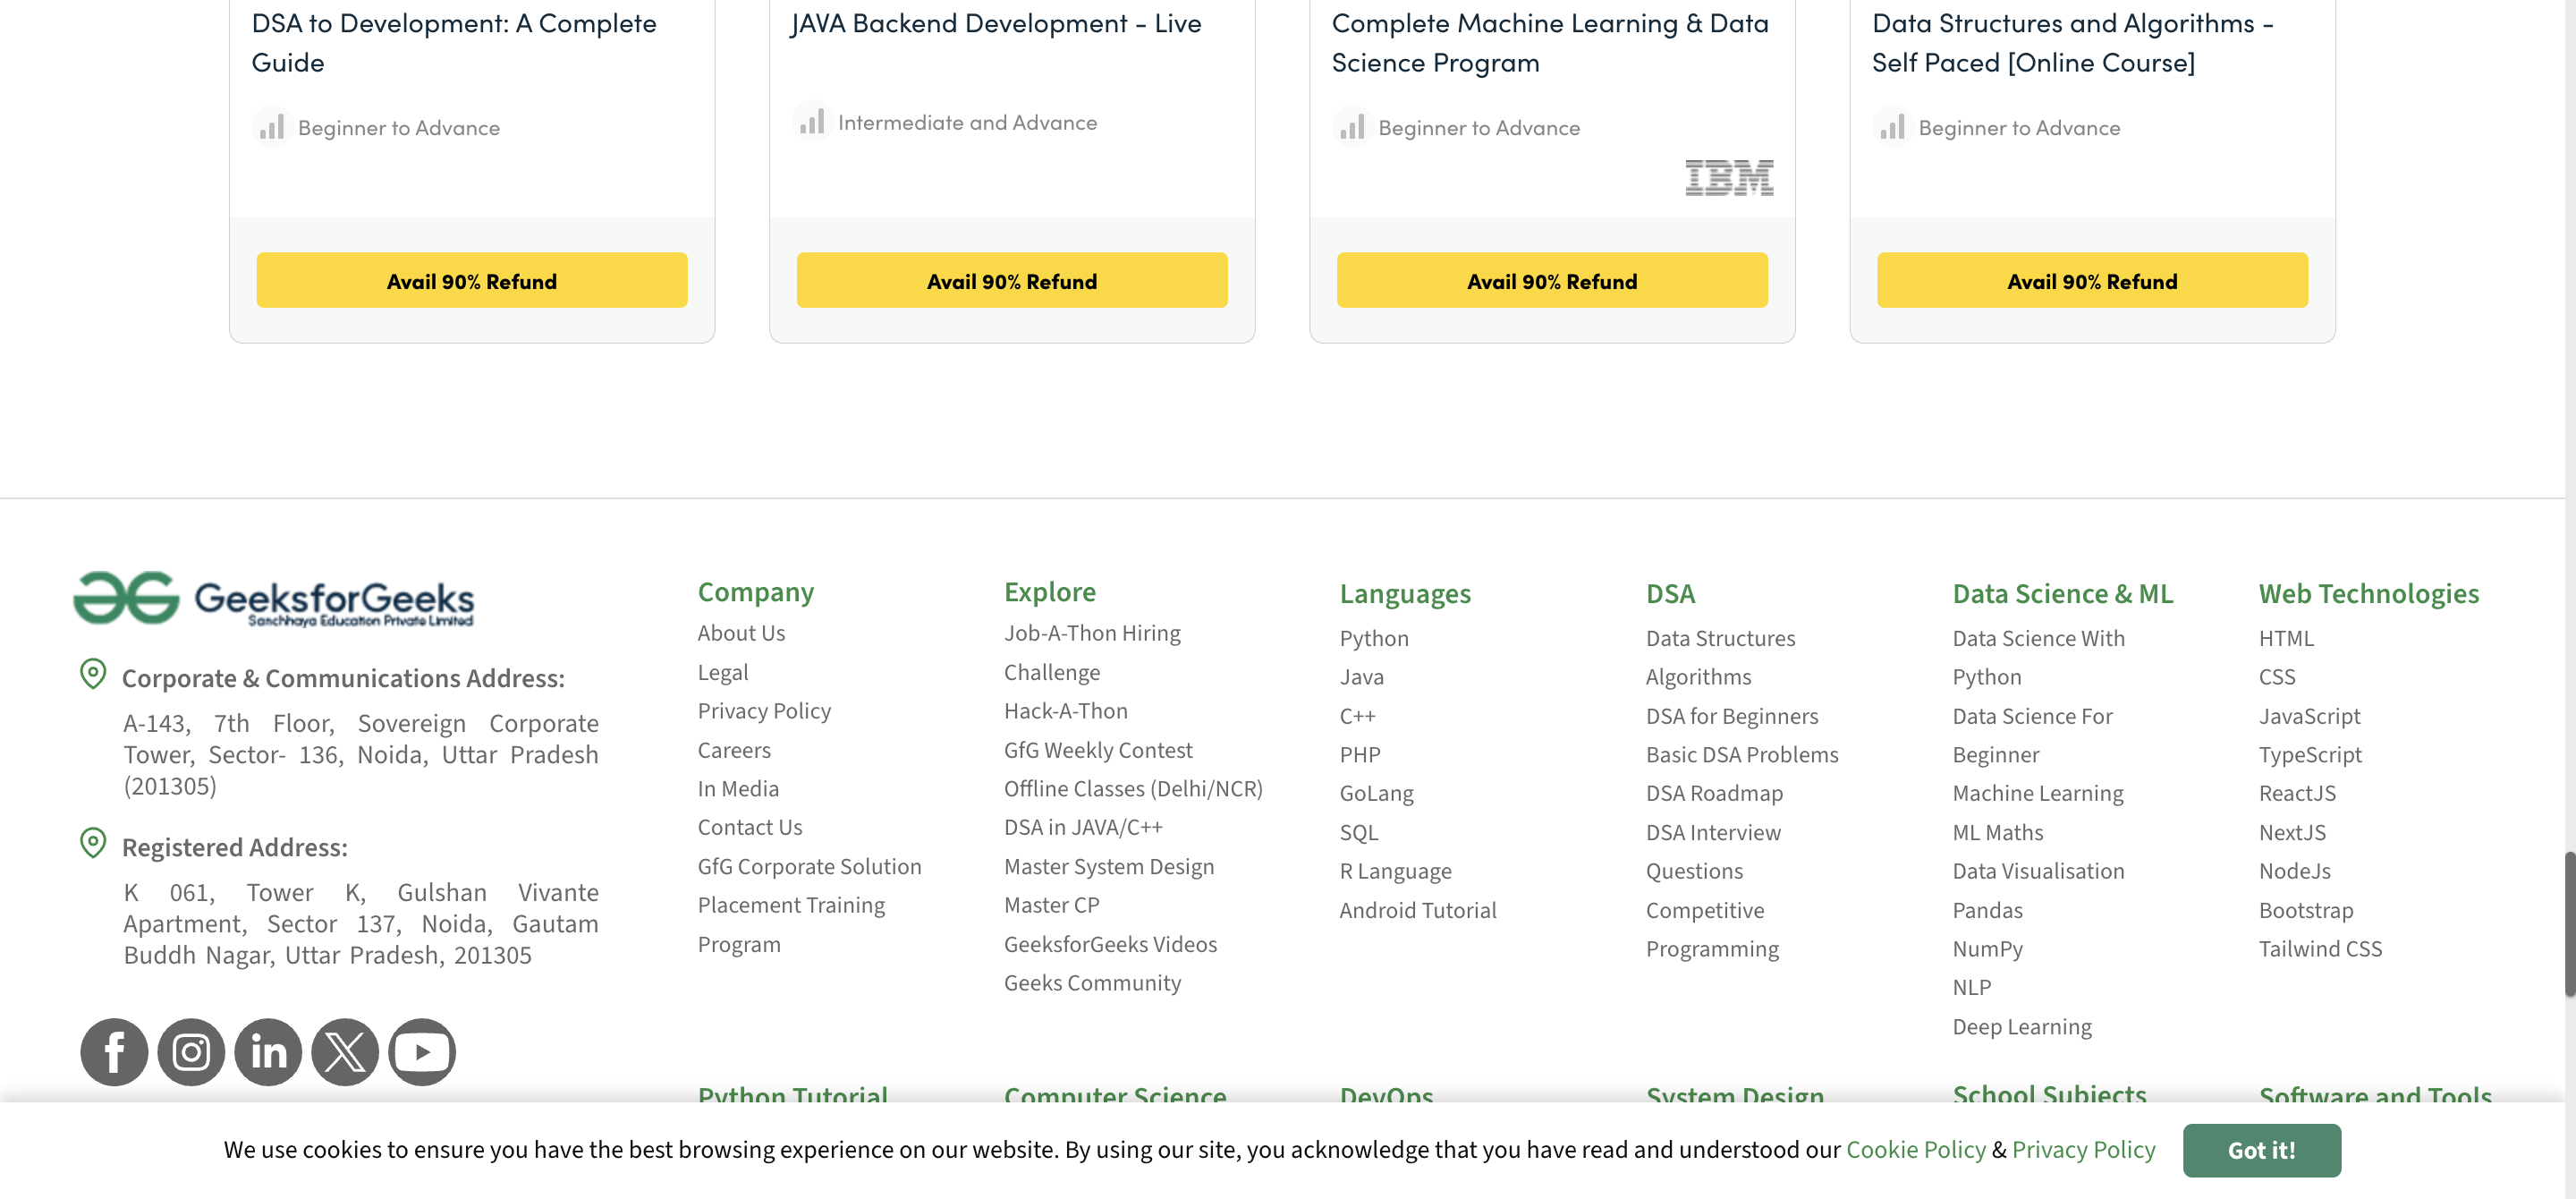 DSA to Development: A Complete
Guide
Beginner to Advance
Avail 90% Refund
JAVA Backend Development - Live
Intermediate and Advance
Avail 90% Refund
Complete Machine Learning & Data
Science Program
Beginner to Advance
IBM
Avail 90% Refund
Data Structures and Algorithms -
Self Paced [Online Course]
Beginner to Advance
Avail 90% Refund
GeeksforGeeks
Sanchhaya Education Private Limited
Corporate & Communications Address:
A-143, 7th Floor, Sovereign Corporate
Tower, Sector- 136, Noida, Uttar Pradesh
(201305)
Registered Address:
K 061, Tower K, Gulshan Vivante
Apartment, Sector 137, Noida, Gautam
Buddh Nagar, Uttar Pradesh, 201305
Company
About Us
Legal
Privacy Policy
Careers
In Media
Contact Us
GfG Corporate Solution
Placement Training
Program
Explore
Job-A-Thon Hiring
Challenge
Hack-A-Thon
GfG Weekly Contest
Offline Classes (Delhi/NCR)
DSA in JAVA/C++
Master System Design
Master CP
GeeksforGeeks Videos
Geeks Community
Languages
Python
Java
C++
PHP
GoLang
SQL
R Language
Android Tutorial
DSA
Data Structures
Algorithms
DSA for Beginners
Basic DSA Problems
DSA Roadmap
DSA Interview
Questions
Competitive
Programming
Data Science & ML
Data Science With
Python
Data Science For
Beginner
Machine Learning
ML Maths
Data Visualisation
Pandas
NumPy
NLP
Deep Learning
Web Technologies
HTML
CSS
JavaScript
TypeScript
ReactJS
NextJS
NodeJs
Bootstrap
Tailwind CSS
Python Tutorial
Computer Science
DevOps
System Design
School Subjects
Software and Tools
We use cookies to ensure you have the best browsing experience on our website. By using our site, you acknowledge that you have read and understood our Cookie Policy & Privacy Policy
Got it!